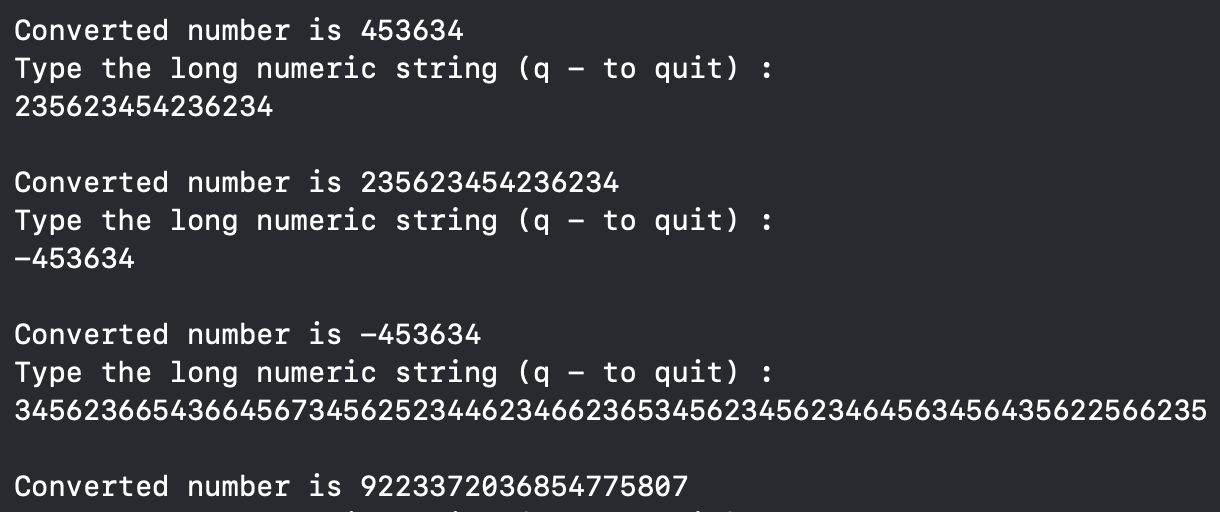 Converted number is 453634
Type the long numeric string (q - to quit) :
235623454236234
Converted number is 235623454236234
Type the long numeric string (q - to quit) :
-453634
Converted number is -453634
Type the long numeric string (q - to quit) :
345623665436645673456252344623466236534562345623464563456435622566235
Converted number is 9223372036854775807